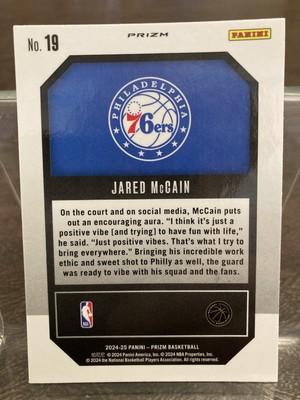 No. 19
PRIZM
PANINI
PHILADELPHIA
76ers
JARED McCAIN
On the court and on social media, McCain puts
out an encouraging aura. “I think it's just a
positive vibe (and trying) to have fun with life,”
he said. “Just positive vibes. That's what I try to
bring everywhere.” Bringing his incredible work
ethic and sweet shot to Philly as well, the guard
was ready to vibe with his squad and the fans.
NBA
2024-25 PANINI – PRIZM BASKETBALL
© 2024 Panini America, Inc. © 2024 NBA Properties, Inc.
© 2024 the National Basketball Players Association. All rights reserved.